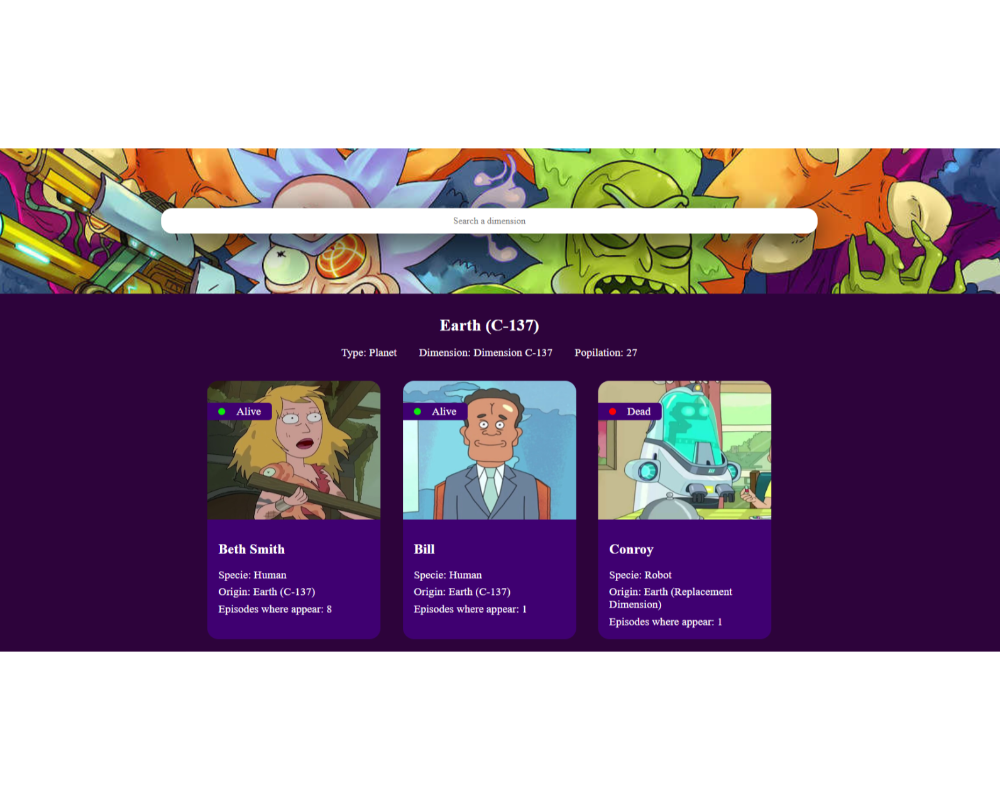 Search a dimension
Earth (C-137)
Type: Planet Dimension: Dimension C-137 Popilation: 27
Alive
Alive
Dead
Beth Smith
Specie: Human
Origin: Earth (C-137)
Episodes where appear: 8
Bill
Specie: Human
Origin: Earth (C-137)
Episodes where appear: 1
Conroy
Specie: Robot
Origin: Earth (Replacement
Dimension)
Episodes where appear: 1